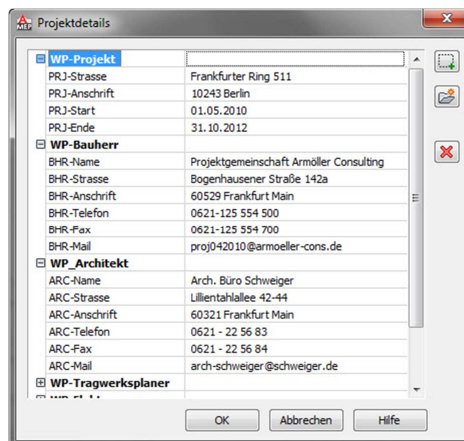 A
MEP
Projektdetails
WP-Projekt
PRJ-Strasse Frankfurter Ring 511
PRJ-Anschrift 10243 Berlin
PRJ-Start 01.05.2010
PRJ-Ende 31.10.2012
WP-Bauherr
BHR-Name Projektgemeinschaft Armöller Consulting
BHR-Strasse Bogenhausener Straße 142a
BHR-Anschrift 60529 Frankfurt Main
BHR-Telefon 0621-125 554 500
BHR-Fax 0621-125 554 700
BHR-Mail proj042010@armoeller-cons.de
WP_Architekt
ARC-Name Arch. Büro Schweiger
ARC-Strasse Lillientahlallee 42-44
ARC-Anschrift 60321 Frankfurt Main
ARC-Telefon 0621 - 22 56 83
ARC-Fax 0621 - 22 56 84
ARC-Mail arch-schweiger@schweiger.de
WP-Tragwerksplaner
OK Abbrechen Hilfe